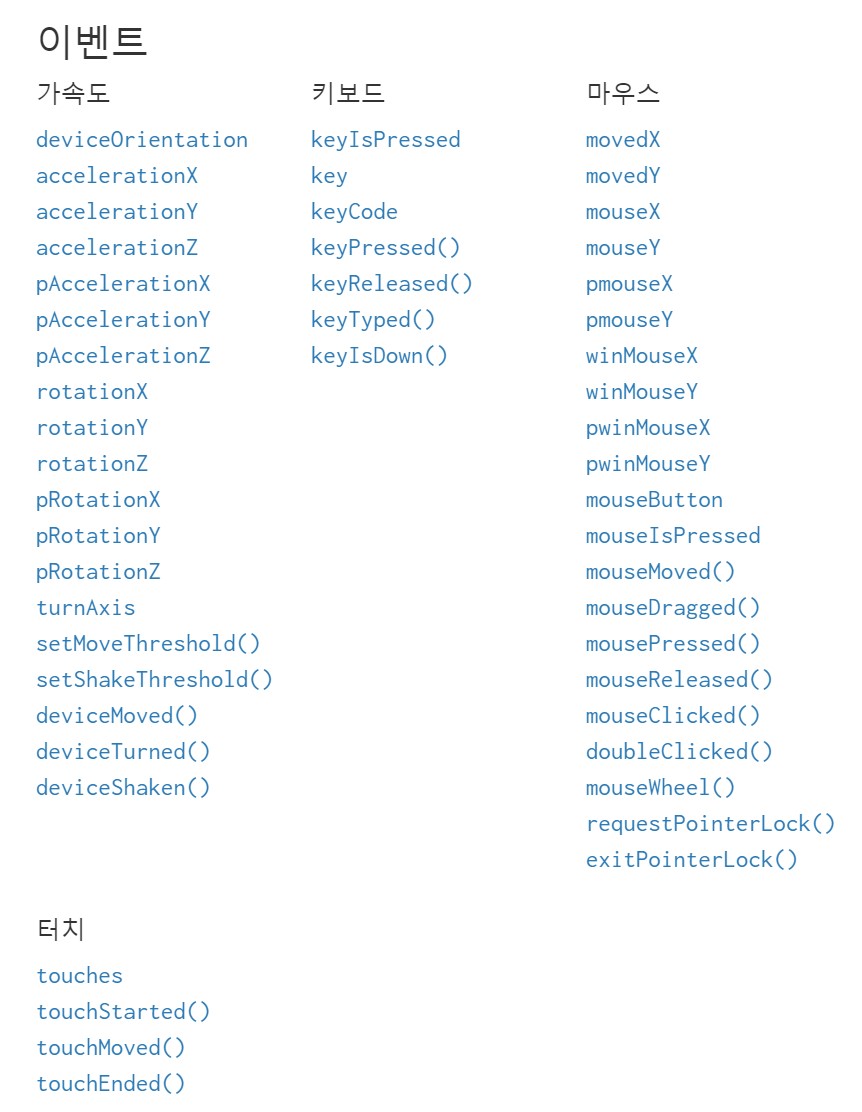 이벤트
가속도
deviceOrientation
accelerationX
accelerationY
accelerationZ
pAccelerationX
pAccelerationY
pAccelerationZ
rotationX
rotationY
rotationZ
pRotationX
pRotationY
pRotationZ
turnAxis
setMoveThreshold()
setShakeThreshold()
deviceMoved()
deviceTurned()
deviceShaken()
키보드
keyIsPressed
key
keyCode
keyPressed()
keyReleased()
keyTyped()
keyIsDown()
마우스
movedX
movedY
mouseX
mouseY
pmouseX
pmouseY
winMouseX
winMouseY
pwinMouseX
pwinMouseY
mouseButton
mouseIsPressed
mouseMoved()
mouseDragged()
mousePressed()
mouseReleased()
mouseClicked()
doubleClicked()
mouseWheel()
requestPointerLock()
exitPointerLock()
터치
touches
touchStarted()
touchMoved()
touchEnded()